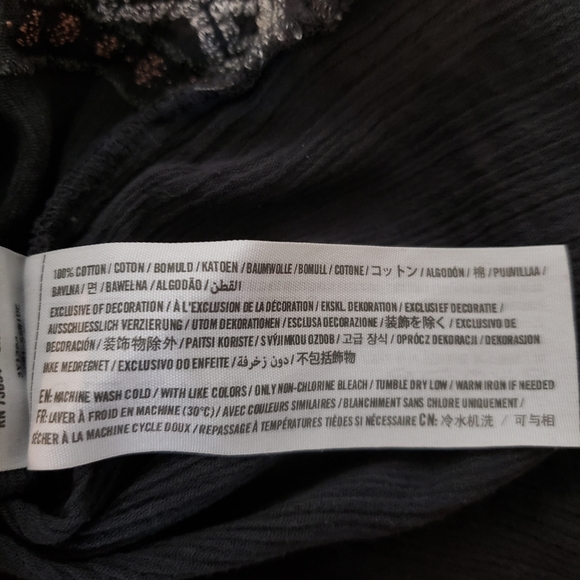 100% COTTON / COTON / BOMULD / KATOEN / BAUMWOLLE / BOMULL / COTONE / コットン / ALGODÓN / 棉 / PUUVILLAA /
BAVLNA / 면 / BAWEŁNA / ALGODÃO / القطن
EXCLUSIVE OF DECORATION / À L'EXCLUSION DE LA DÉCORATION / EKSKL. DEKORATION / EXCLUSIEF DECORATIE /
AUSSCHLIESSLICH VERZIERUNG / UTOM DEKORATIONEN / ESCLUSA DECORAZIONE / 装飾を除く / EXCLUSIVO DE
DECORACIÓN / 装饰物除外 / PAITSI KORISTE / S VÝJIMKOU OZDOB / 고급 장식 / OPRÓCZ DEKORACJI / DEKORASJON
IKKE MEDREGNET / EXCLUSIVO DO ENFEITE / دون زخرفة / 不包括飾物
EN: MACHINE WASH COLD / WITH LIKE COLORS / ONLY NON-CHLORINE BLEACH / TUMBLE DRY LOW / WARM IRON IF NEEDED
FR: LAVER À FROID EN MACHINE (30°C) / AVEC COULEURS SIMILAIRES / BLANCHIMENT SANS CHLORE UNIQUEMENT /
SÉCHER À LA MACHINE CYCLE DOUX / REPASSAGE À TEMPÉRATURES TIÈDES SI NÉCESSAIRE CN: 冷水机洗 / 可与相